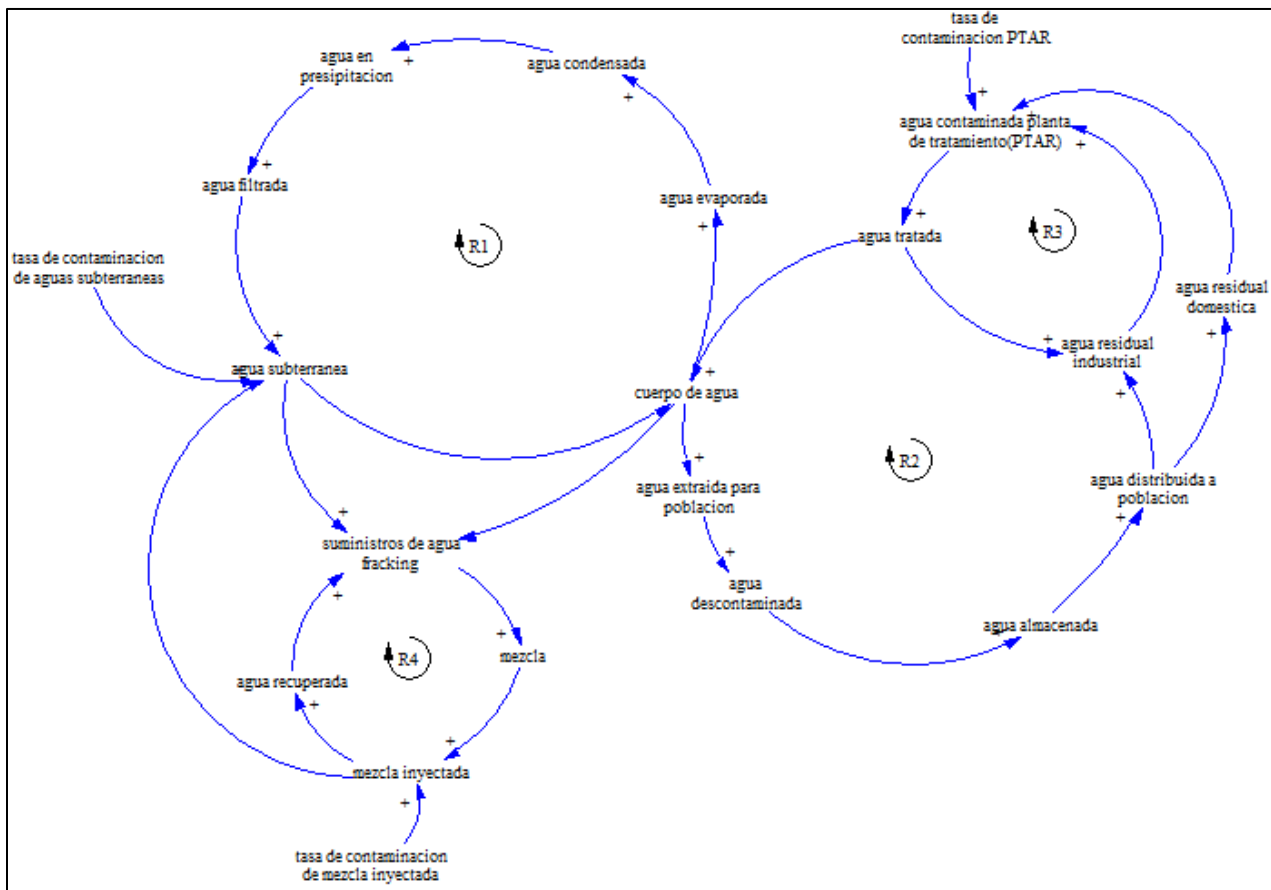 tasa de
contaminacion PTAR
agua en
presipitacion
agua condensada
agua contaminada planta
de tratamiento(PTAR)
agua filtrada
agua evaporada
R1
R3
agua tratada
tasa de contaminacion
de aguas subterraneas
agua residual
domestica
agua subterranea
agua residual
industrial
cuerpo de agua
R2
agua extraida para
poblacion
agua distribuida a
poblacion
suministros de agua
fracking
agua
descontaminada
agua almacenada
R4
mezcla
agua recuperada
mezcla inyectada
tasa de contaminacion
de mezcla inyectada